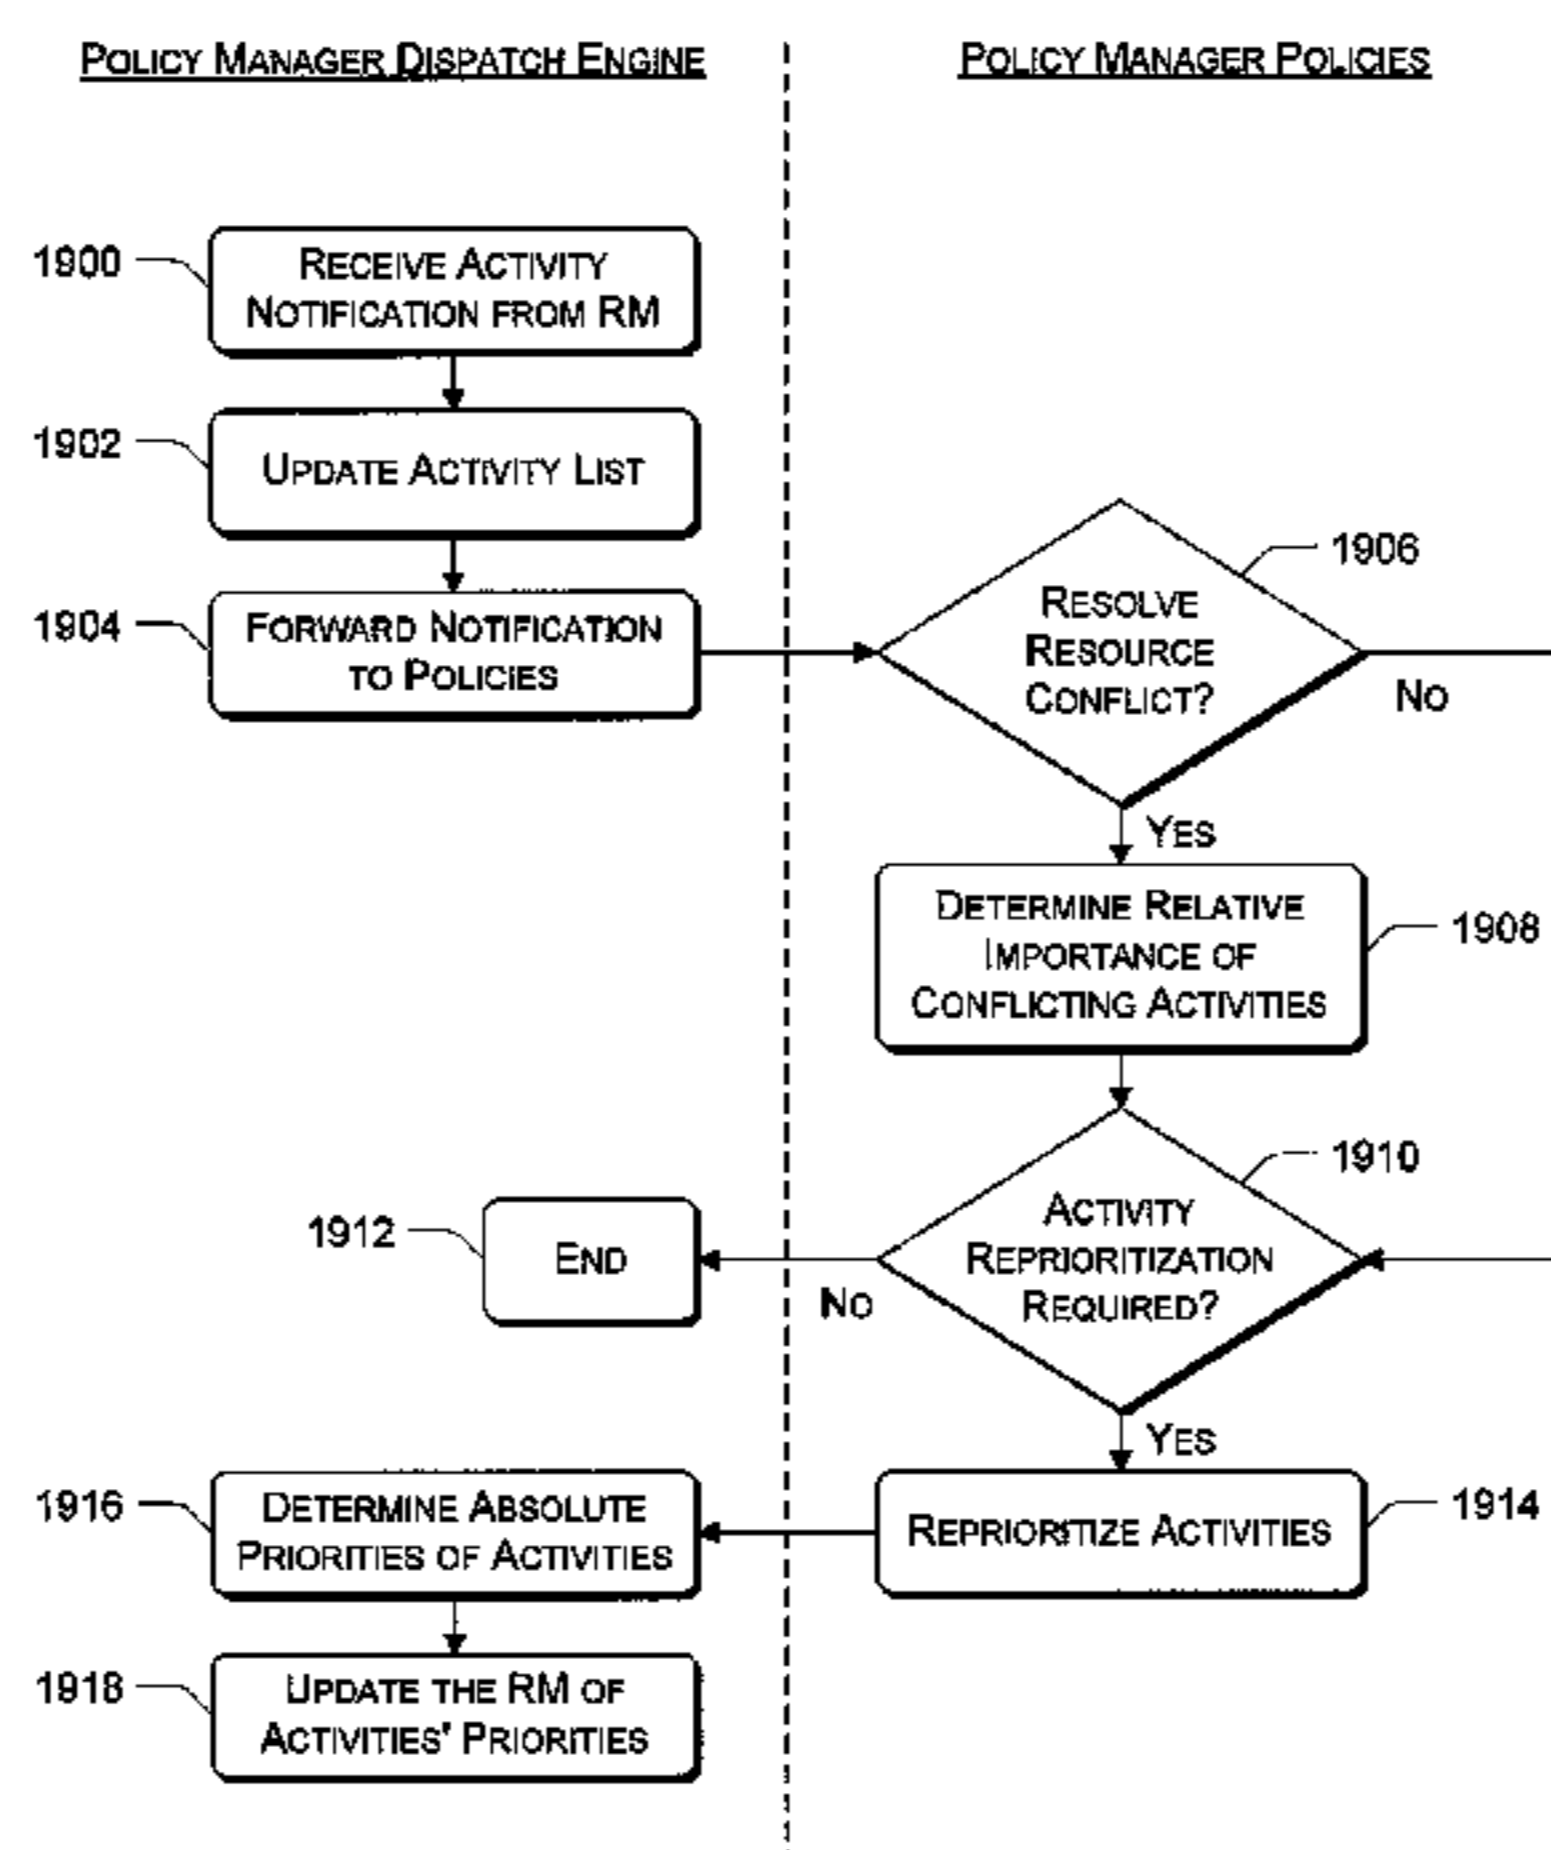 POLICY MANAGER DISPATCH ENGINE
POLICY MANAGER POLICIES
1900
RECEIVE ACTIVITY
NOTIFICATION FROM RM
1902
UPDATE ACTIVITY LIST
1904
FORWARD NOTIFICATION
TO POLICIES
1906
RESOLVE
RESOURCE
CONFLICT?
NO
YES
DETERMINE RELATIVE
IMPORTANCE OF
CONFLICTING ACTIVITIES
1908
1910
ACTIVITY
REPRIORITIZATION
REQUIRED?
1912
END
NO
YES
1914
REPRIORITIZE ACTIVITIES
1916
DETERMINE ABSOLUTE
PRIORITIES OF ACTIVITIES
1918
UPDATE THE RM OF
ACTIVITIES' PRIORITIES